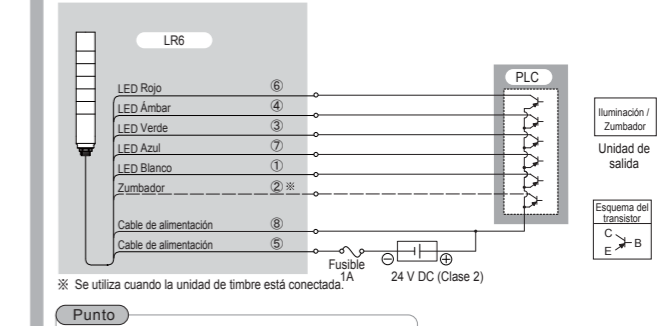 LR6
PLC
LED Rojo ⑥
LED Ámbar ④
LED Verde ③
LED Azul ⑦
LED Blanco ①
Zumbador ② ※
Cable de alimentación ⑧
Cable de alimentación ⑤
Fusible
1A
⊖ ⊕
24 V DC (Clase 2)
Iluminación /
Zumbador
Unidad de
salida
Esquema del
transistor
C
B
E
※ Se utiliza cuando la unidad de timbre está conectada.
Punto